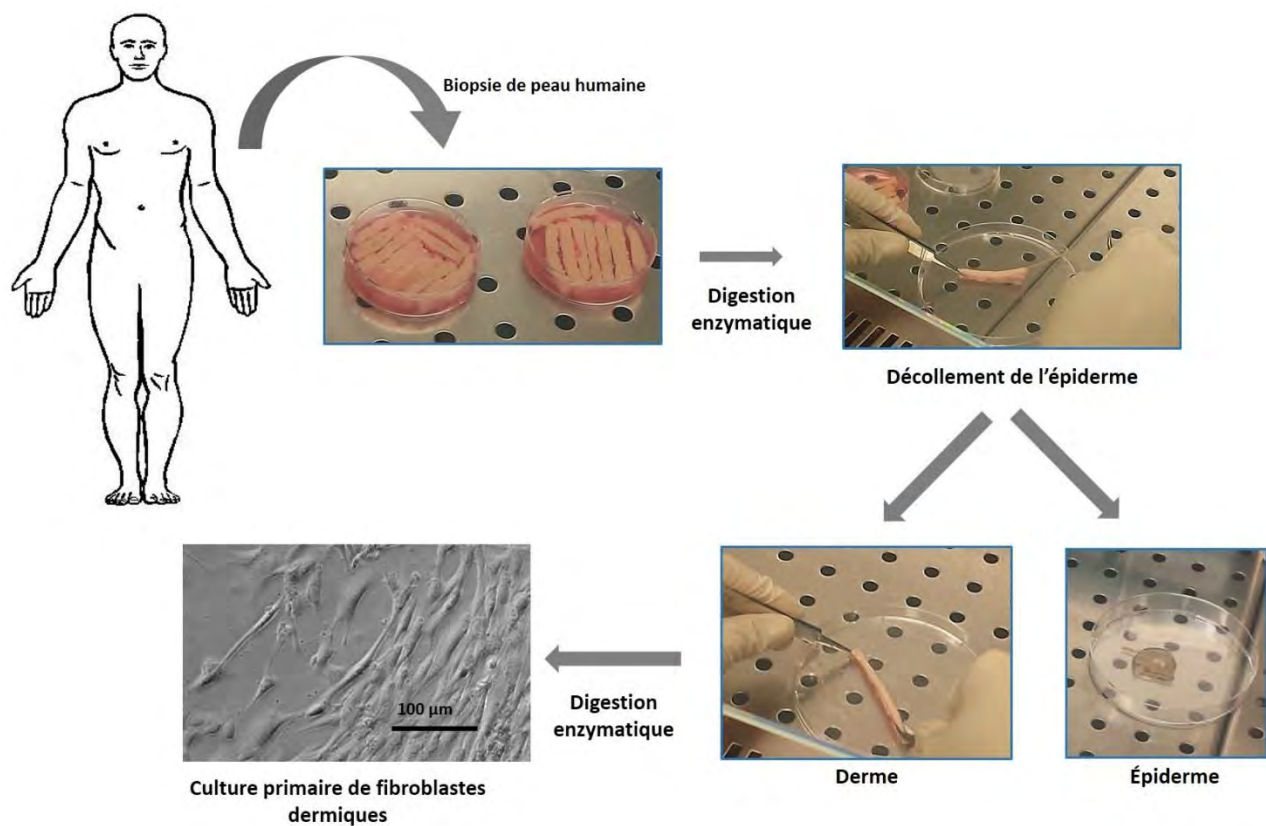 Biopsie de peau humaine
Digestion
enzymatique
Décollement de l'épiderme
100 µm
Digestion
enzymatique
Derme
Épiderme
Culture primaire de fibroblastes
dermiques